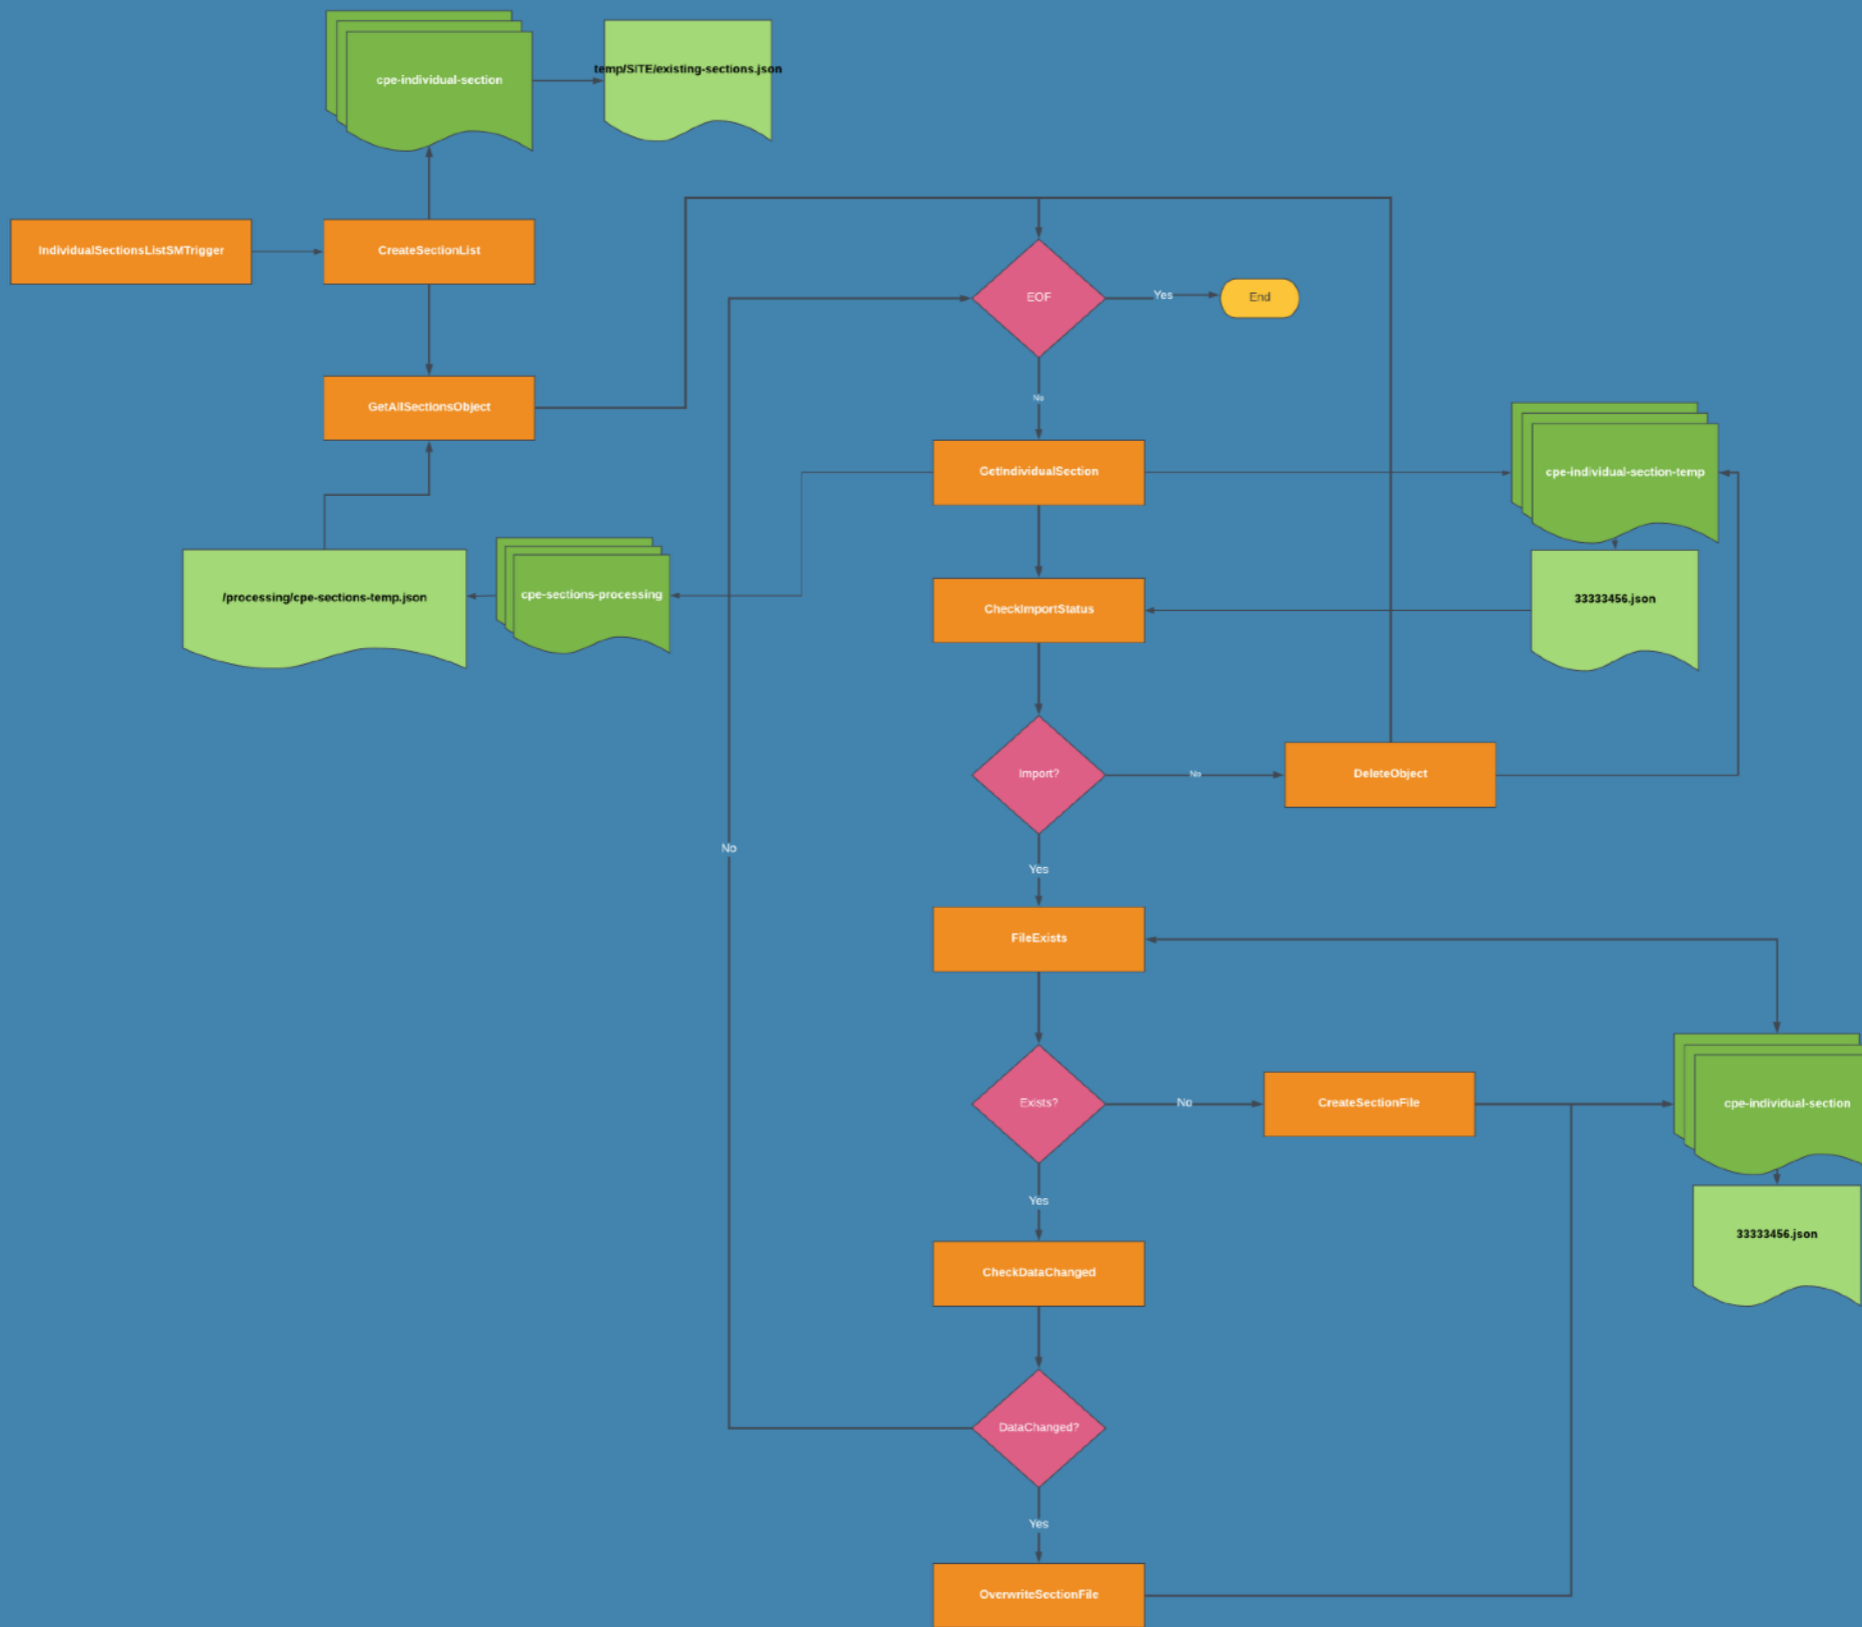 cpe-individual-section
temp/SITE/existing-sections.json
IndividualSectionsListSMTrigger
CreateSectionList
EOF
Yes
End
No
GetAllSectionsObject
GetIndividualSection
cpe-individual-section-temp
/processing/cpe-sections-temp.json
cpe-sections-processing
CheckImportStatus
33333456.json
Import?
No
DeleteObject
No
Yes
FileExists
Exists?
No
CreateSectionFile
cpe-individual-section
Yes
33333456.json
CheckDataChanged
DataChanged?
Yes
OverwriteSectionFile